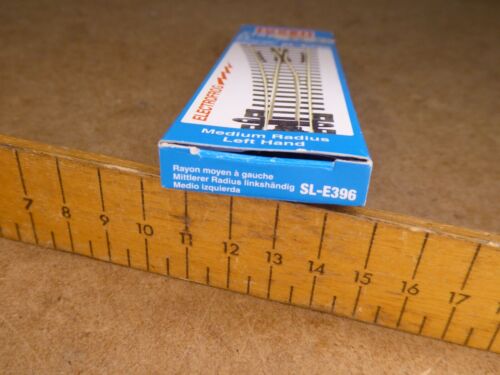 ELECTROFROG
Medium Radius
Left Hand
Rayon moyen à gauche
Mittlerer Radius linkshändig
Medio izquierda
SL-E396
7 8 9 10 11 12 13 14 15 16 17